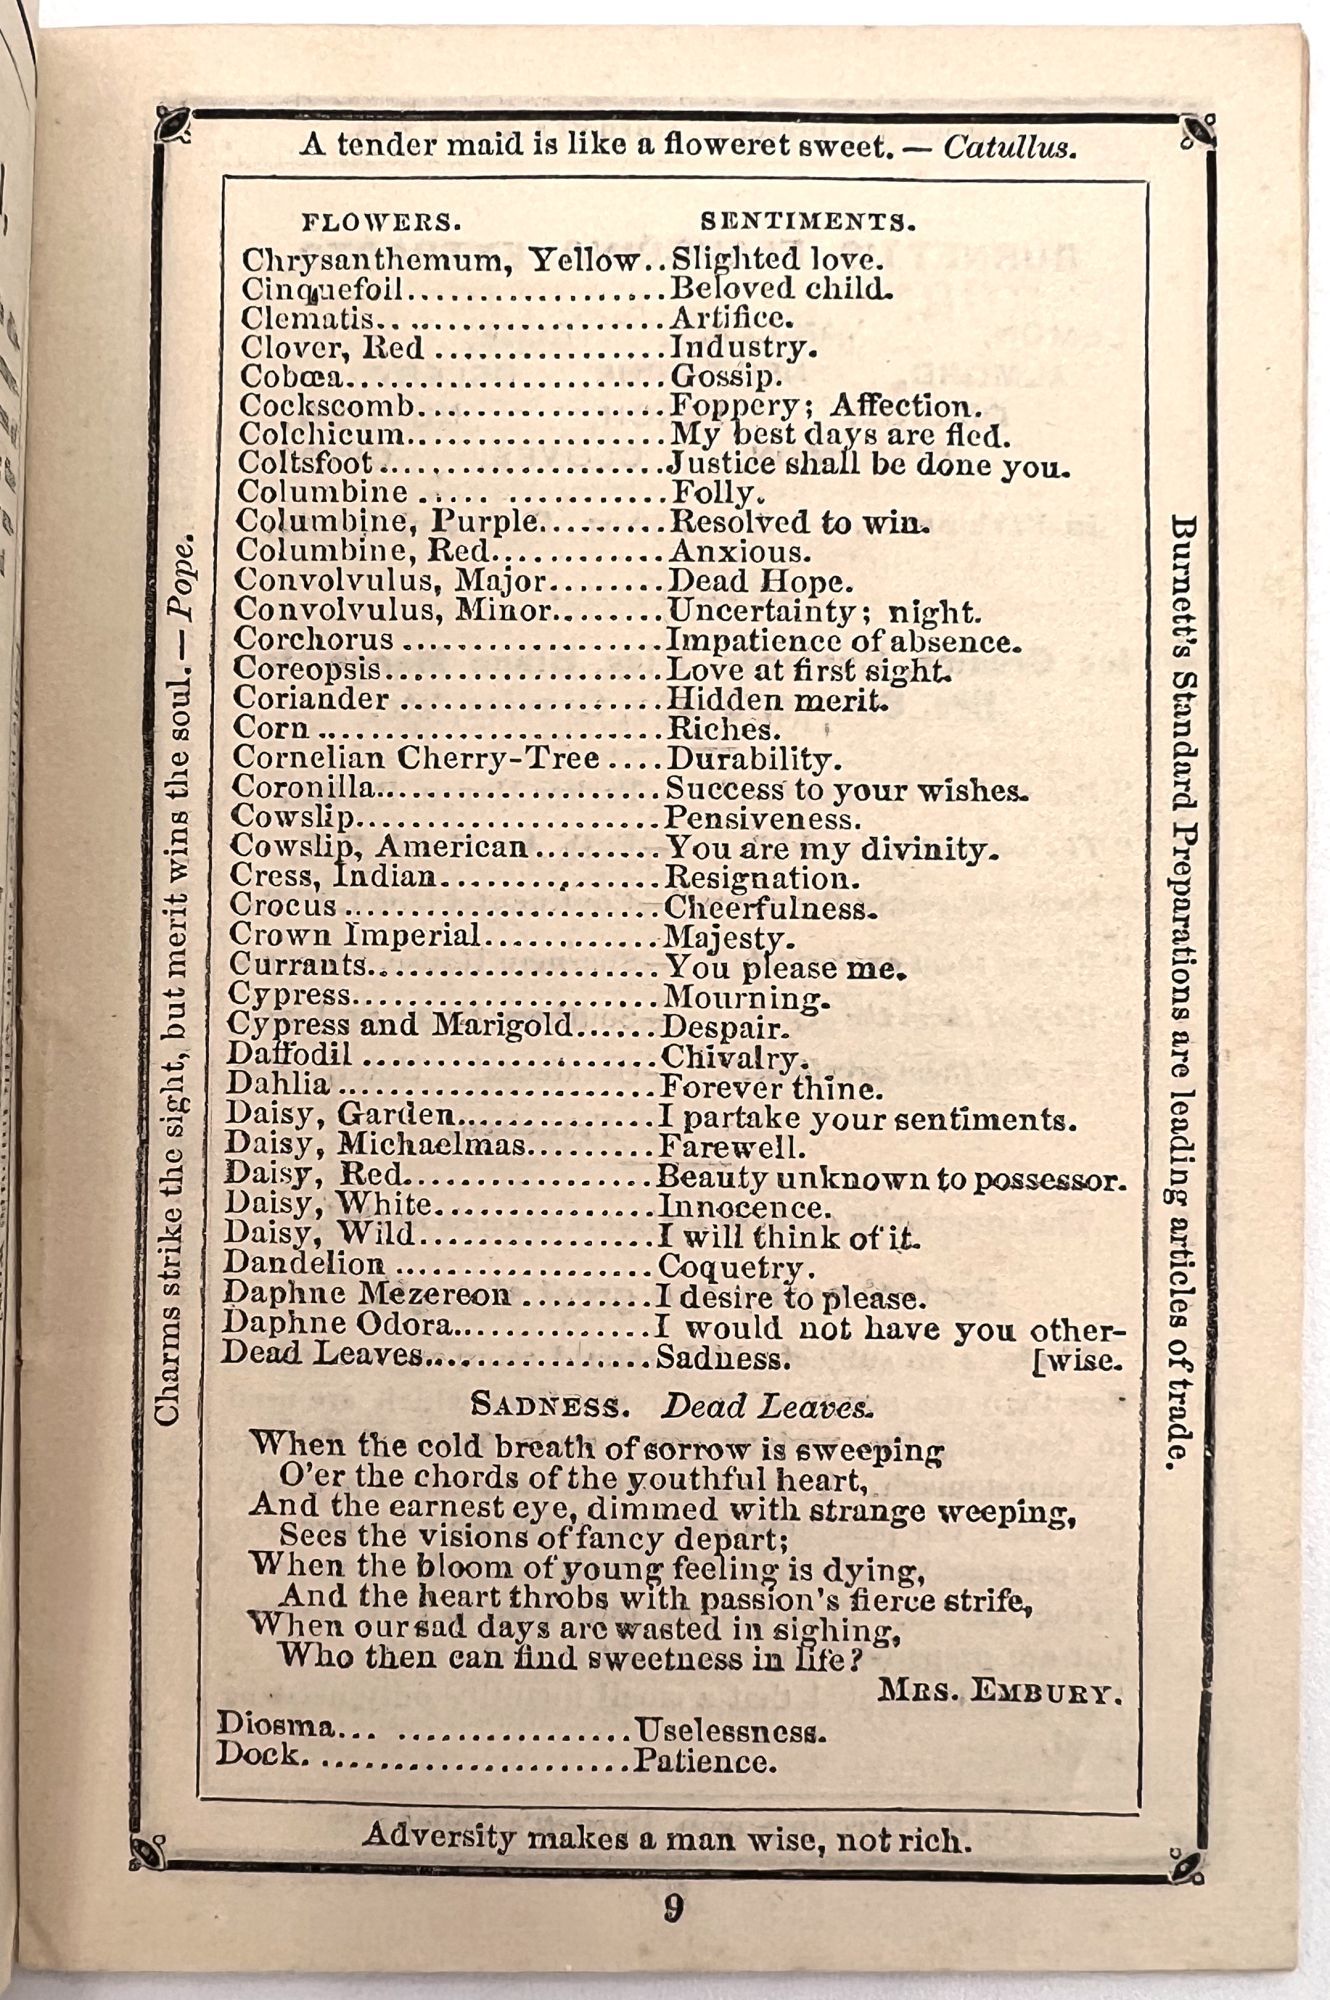 A tender maid is like a floweret sweet. — Catullus.
FLOWERS. SENTIMENTS.
Chrysanthemum, Yellow..Slighted love.
Cinquefoil..................Beloved child.
Clematis....................Artifice.
Clover, Red ................Industry.
Cobœa......................Gossip.
Cockscomb.................Foppery; Affection.
Colchicum..................My best days are fled.
Coltsfoot....................Justice shall be done you.
Columbine ..... ...........Folly.
Columbine, Purple.........Resolved to win.
Columbine, Red............Anxious.
Convolvulus, Major........Dead Hope.
Convolvulus, Minor........Uncertainty; night.
Corchorus ..................Impatience of absence.
Coreopsis...................Love at first sight.
Coriander ..................Hidden merit.
Corn ........................Riches.
Cornelian Cherry-Tree ....Durability.
Coronilla....................Success to your wishes.
Cowslip.....................Pensiveness.
Cowslip, American .........You are my divinity.
Cress, Indian...............Resignation.
Crocus ......................Cheerfulness.
Crown Imperial............Majesty.
Currants....................You please me.
Cypress.....................Mourning.
Cypress and Marigold......Despair.
Daffodil ....................Chivalry.
Dahlia ......................Forever thine.
Daisy, Garden..............I partake your sentiments.
Daisy, Michaelmas.........Farewell.
Daisy, Red.................Beauty unknown to possessor.
Daisy, White...............Innocence.
Daisy, Wild................I will think of it.
Dandelion ..................Coquetry.
Daphne Mezereon .........I desire to please.
Daphne Odora..............I would not have you other-
Dead Leaves................Sadness. [wise.
SADNESS. Dead Leaves.
When the cold breath of sorrow is sweeping
O'er the chords of the youthful heart,
And the earnest eye, dimmed with strange weeping,
Sees the visions of fancy depart;
When the bloom of young feeling is dying,
And the heart throbs with passion's fierce strife,
When our sad days are wasted in sighing,
Who then can find sweetness in life?
MRS. EMBURY.
Diosma... ................Uselessness.
Dock. ......................Patience.
Adversity makes a man wise, not rich.
9
Charms strike the sight, but merit wins the soul.—Pope.
Burnett's Standard Preparations are leading articles of trade.